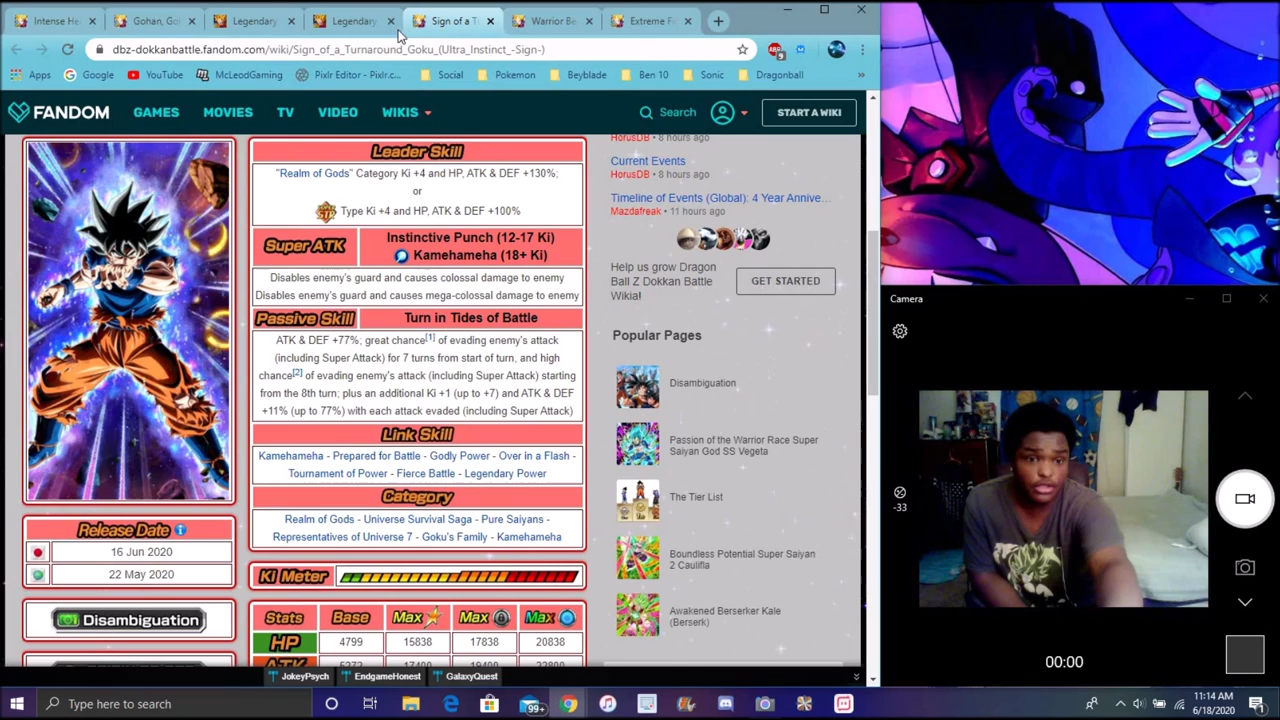 Intense He
Gohan, Go
Legendary
Legendary
Sign of a T
Warrior Be
Extreme F
dbz-dokkanbattle.fandom.com/wiki/Sign_of_a_Turnaround_Goku_(Ultra_Instinct_-Sign-)
Apps
Google
YouTube
McLeodGaming
Pixlr Editor - Pixlr.c...
Social
Pokemon
Beyblade
Ben 10
Sonic
Dragonball
FANDOM
GAMES
MOVIES
TV
VIDEO
WIKIS
Search
START A WIKI
Leader Skill
"Realm of Gods" Category Ki +4 and HP, ATK & DEF +130%;
or
Type Ki +4 and HP, ATK & DEF +100%
Super ATK
Instinctive Punch (12-17 Ki)
Kamehameha (18+ Ki)
Disables enemy's guard and causes colossal damage to enemy
Disables enemy's guard and causes mega-colossal damage to enemy
Passive Skill
Turn in Tides of Battle
ATK & DEF +77%; great chance[1] of evading enemy's attack
(including Super Attack) for 7 turns from start of turn, and high
chance[2] of evading enemy's attack (including Super Attack) starting
from the 8th turn; plus an additional Ki +1 (up to +7) and ATK & DEF
+11% (up to 77%) with each attack evaded (including Super Attack)
Link Skill
Kamehameha - Prepared for Battle - Godly Power - Over in a Flash -
Tournament of Power - Fierce Battle - Legendary Power
Category
Realm of Gods - Universe Survival Saga - Pure Saiyans -
Representatives of Universe 7 - Goku's Family - Kamehameha
Ki Meter
Stats
Base
Max
Max
Max
HP
4799
15838
17838
20838
ATK
Release Date
16 Jun 2020
22 May 2020
Disambiguation
HorusDB • 8 hours ago
Current Events
HorusDB • 8 hours ago
Timeline of Events (Global): 4 Year Annive...
Mazdafreak • 11 hours ago
Help us grow Dragon
Ball Z Dokkan Battle
Wikia!
GET STARTED
Popular Pages
Disambiguation
Passion of the Warrior Race Super
Saiyan God SS Vegeta
The Tier List
Boundless Potential Super Saiyan
2 Caulifla
Awakened Berserker Kale
(Berserk)
JokeyPsych
EndgameHonest
GalaxyQuest
Camera
-33
00:00
Type here to search
99+
11:14 AM
6/18/2020